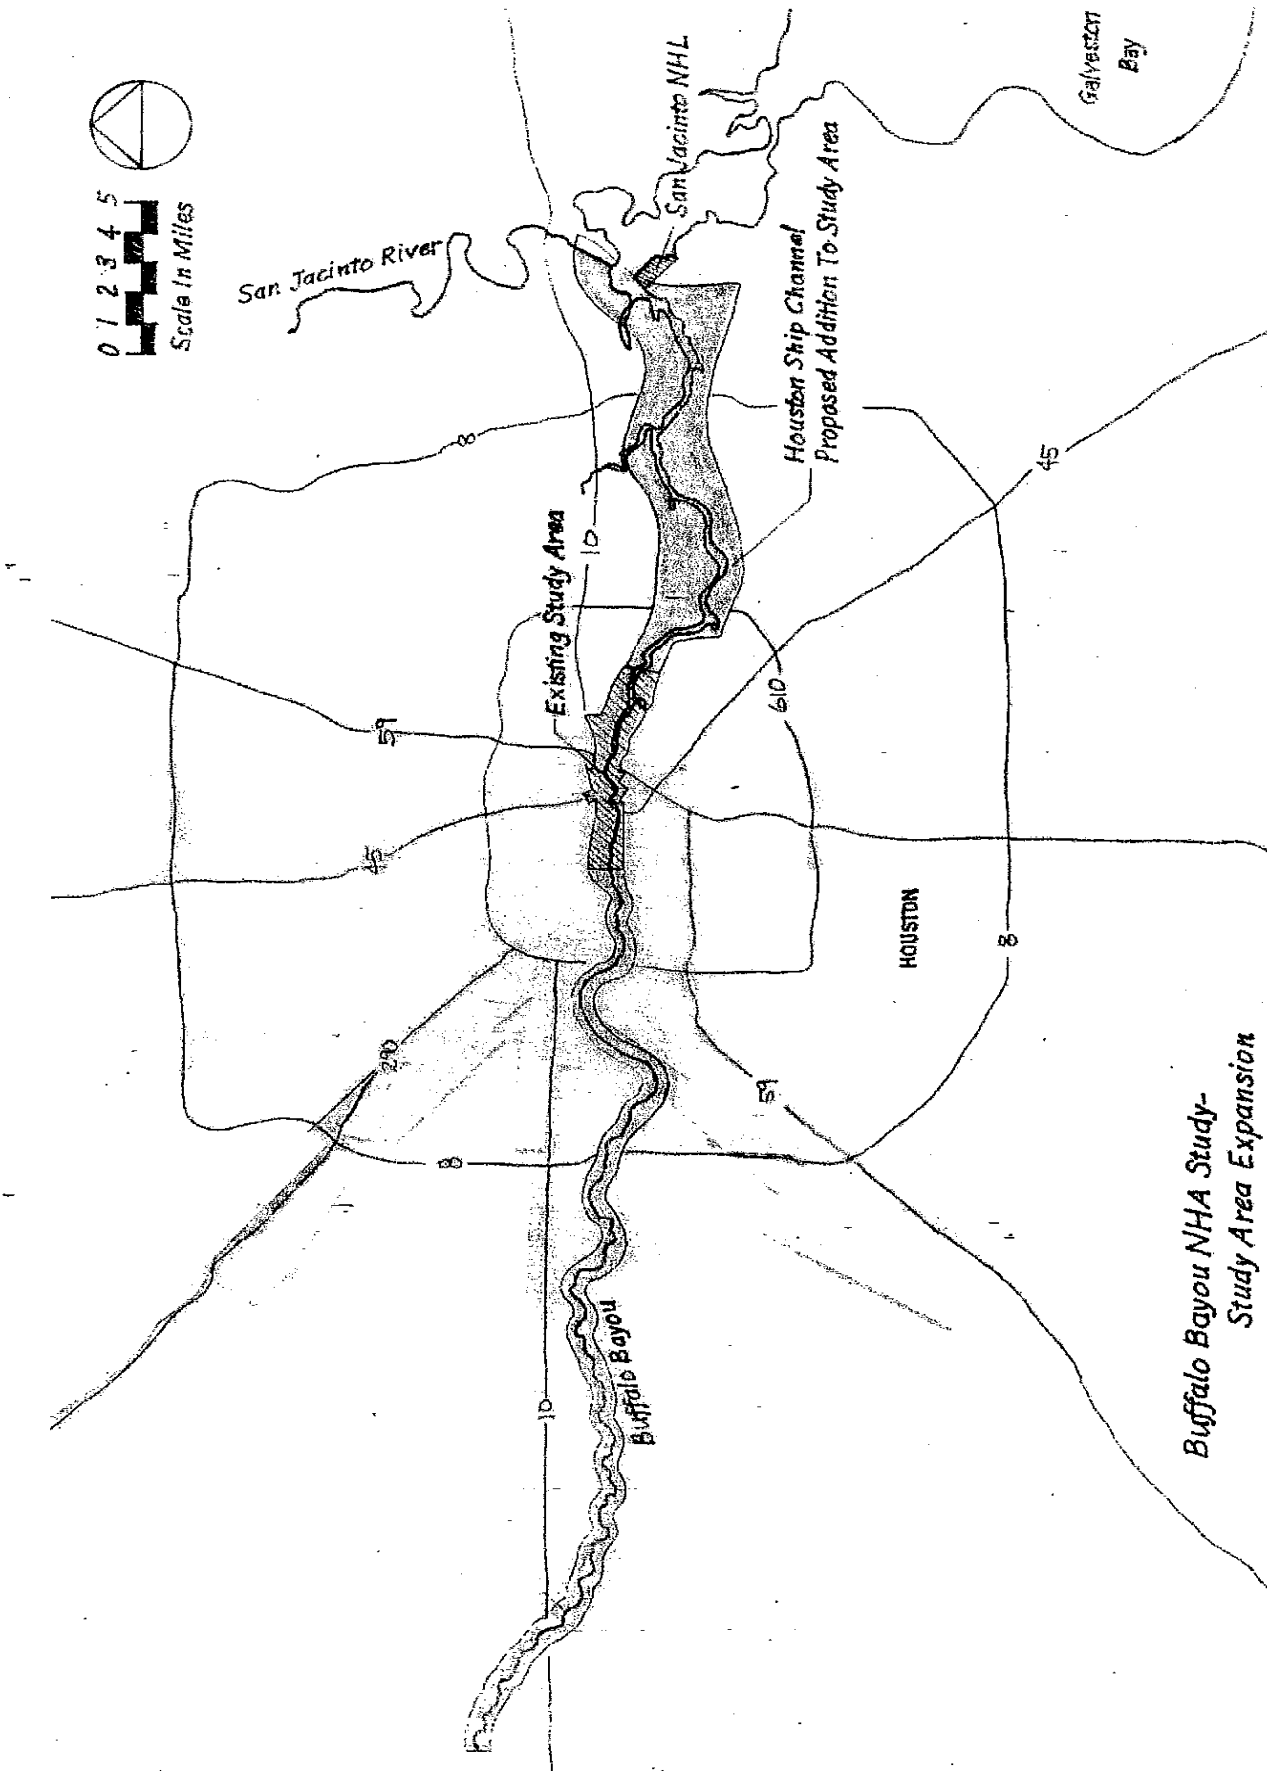 0 1 2 3 4 5
Scale In Miles
San Jacinto River
San Jacinto NHL
Galveston
Bay
Houston Ship Channel
Proposed Addition To Study Area
Existing Study Area
8
10
45
59
610
45
290
HOUSTON
8
59
8
10
Buffalo Bayou
Buffalo Bayou NHA Study-
Study Area Expansion